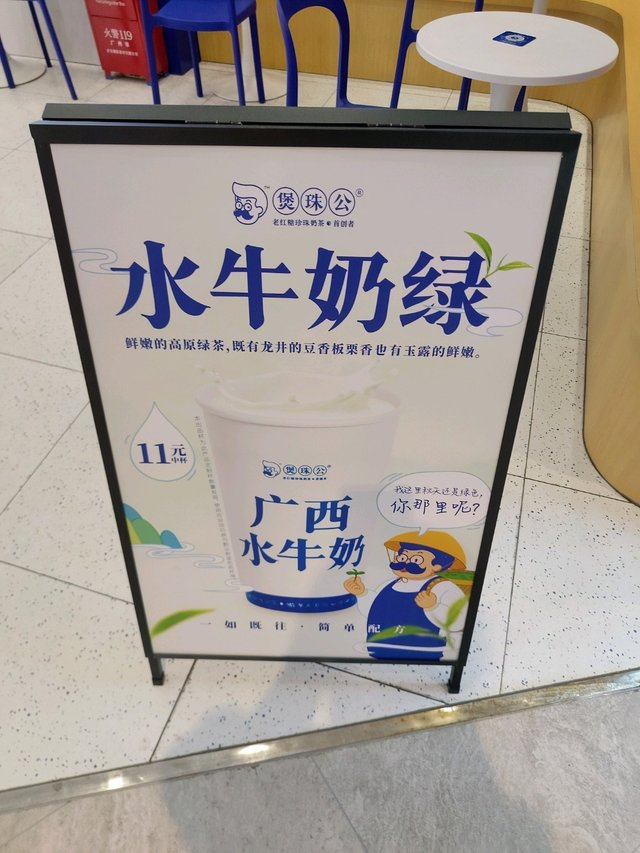 火警119
煲珠公®
老红糖珍珠奶茶 首创者
水牛奶绿
鲜嫩的高原绿茶,既有龙井的豆香板栗香也有玉露的鲜嫩。
11元
中杯
煲珠公
广西
水牛奶
我这里秋天还是绿色,
你那里呢?
一如既往·简单配方